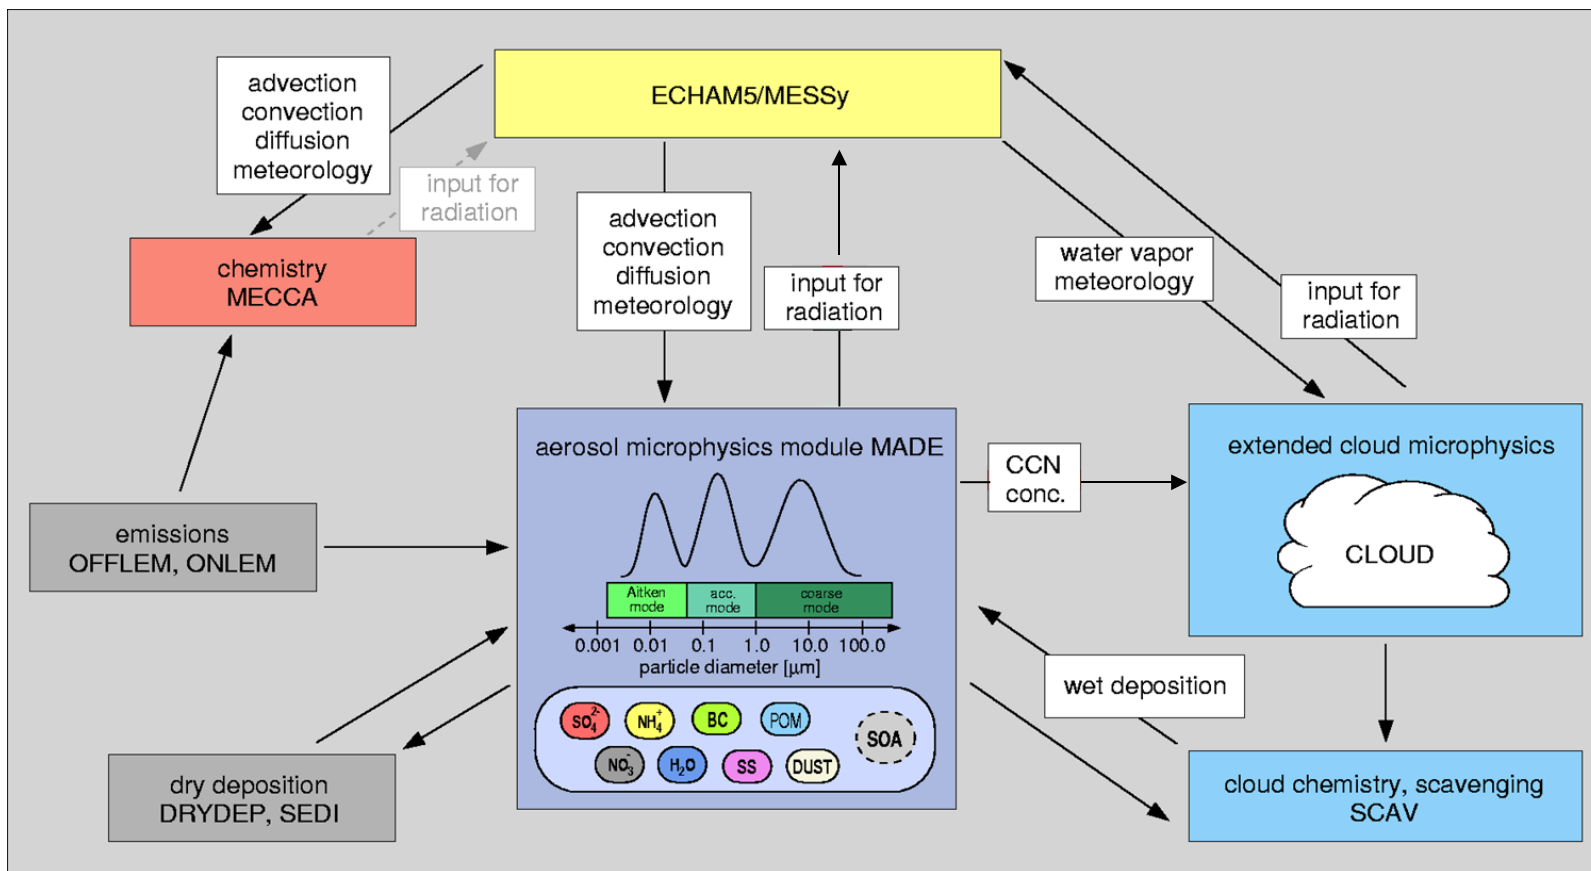 ECHAM5/MESSy
advection
convection
diffusion
meteorology
input for
radiation
chemistry
MECCA
advection
convection
diffusion
meteorology
input for
radiation
water vapor
meteorology
input for
radiation
emissions
OFFLEM, ONLEM
aerosol microphysics module MADE
Aitken
mode
acc.
mode
coarse
mode
0.001 0.01 0.1 1.0 10.0 100.0
particle diameter [μm]
SO₄²⁻ NH₄⁺ BC POM
SOA
NO₃⁻ H₂O SS DUST
CCN
conc.
extended cloud microphysics
CLOUD
wet deposition
dry deposition
DRYDEP, SEDI
cloud chemistry, scavenging
SCAV